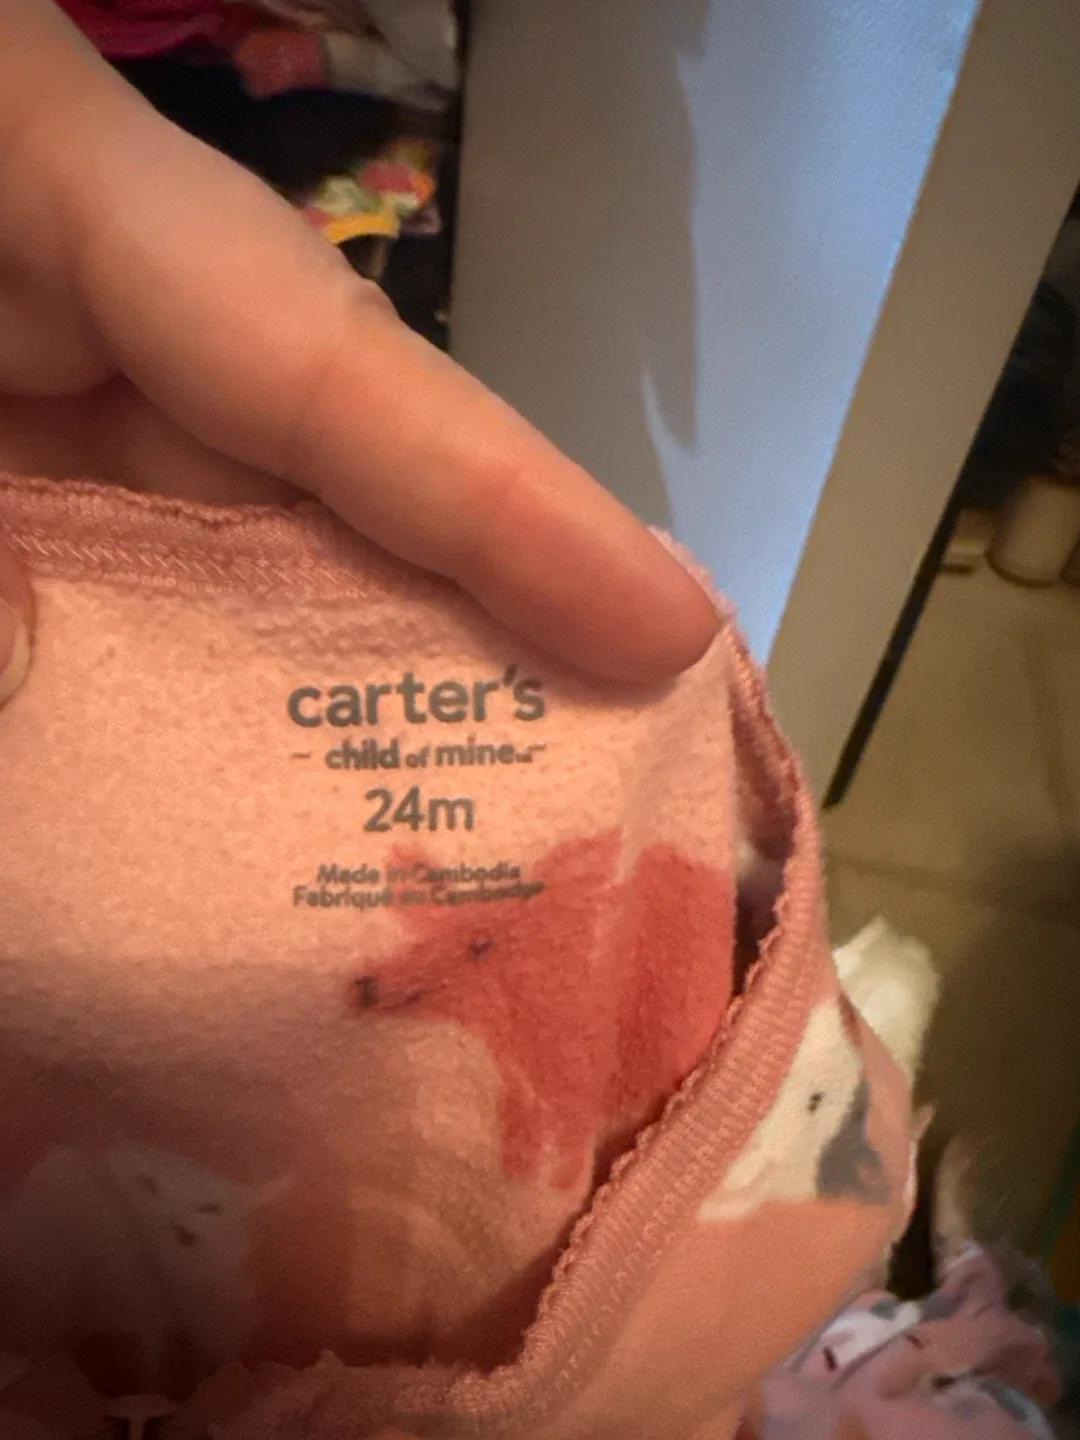 carter's
child of mine
24m
Made in Cambodia
Fabriqué au Cambodge